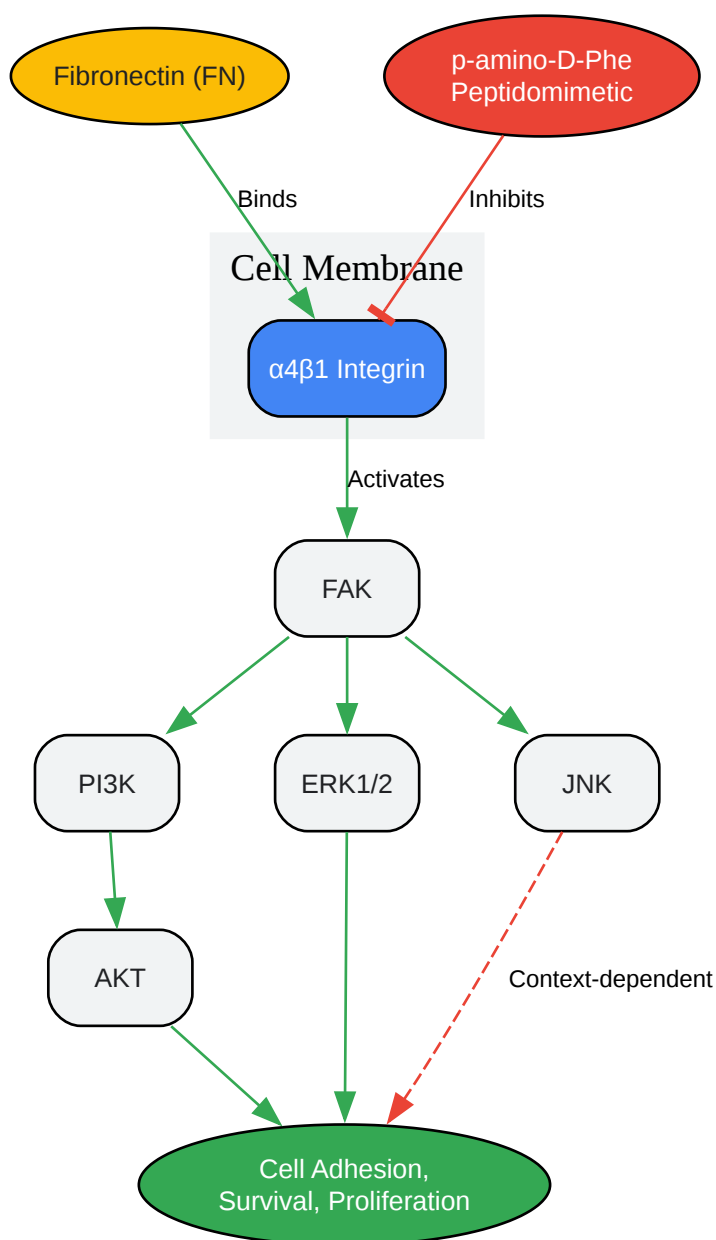 Fibronectin (FN)
p-amino-D-Phe
Peptidomimetic
Binds
Inhibits
Cell Membrane
α4β1 Integrin
Activates
FAK
PI3K
ERK1/2
JNK
AKT
Context-dependent
Cell Adhesion,
Survival, Proliferation